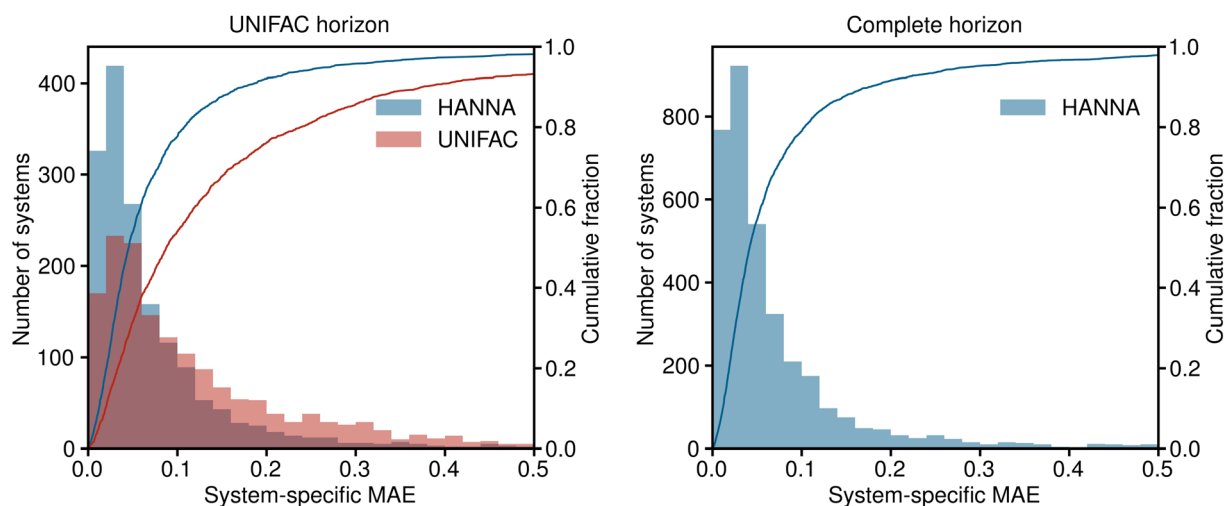 UNIFAC horizon
Number of systems
400
300
200
100
0
HANNA
UNIFAC
1.0
0.8
0.6
0.4
0.2
0.0
Cumulative fraction
0.0 0.1 0.2 0.3 0.4 0.5
System-specific MAE
Complete horizon
Number of systems
800
600
400
200
0
HANNA
1.0
0.8
0.6
0.4
0.2
0.0
Cumulative fraction
0.0 0.1 0.2 0.3 0.4 0.5
System-specific MAE